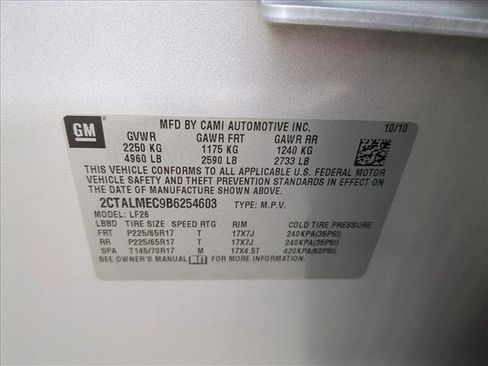 GM
MFD BY CAMI AUTOMOTIVE INC. 10/10
GVWR GAWR FRT GAWR RR
2250 KG 1175 KG 1240 KG
4960 LB 2590 LB 2733 LB
THIS VEHICLE CONFORMS TO ALL APPLICABLE U.S. FEDERAL MOTOR
VEHICLE SAFETY AND THEFT PREVENTION STANDARDS IN EFFECT ON
THE DATE OF MANUFACTURE SHOWN ABOVE.
2CTALMEC9B6254603 TYPE: M.P.V.
MODEL: LF26
LBBD TIRE SIZE SPEED RTG RIM COLD TIRE PRESSURE
FRT P225/65R17 T 17X7J 240KPA(35PSI)
RR P225/65R17 T 17X7J 240KPA(35PSI)
SPA T145/70R17 M 17X4.5T 420KPA(60PSI)
SEE OWNER'S MANUAL FOR MORE INFORMATION.